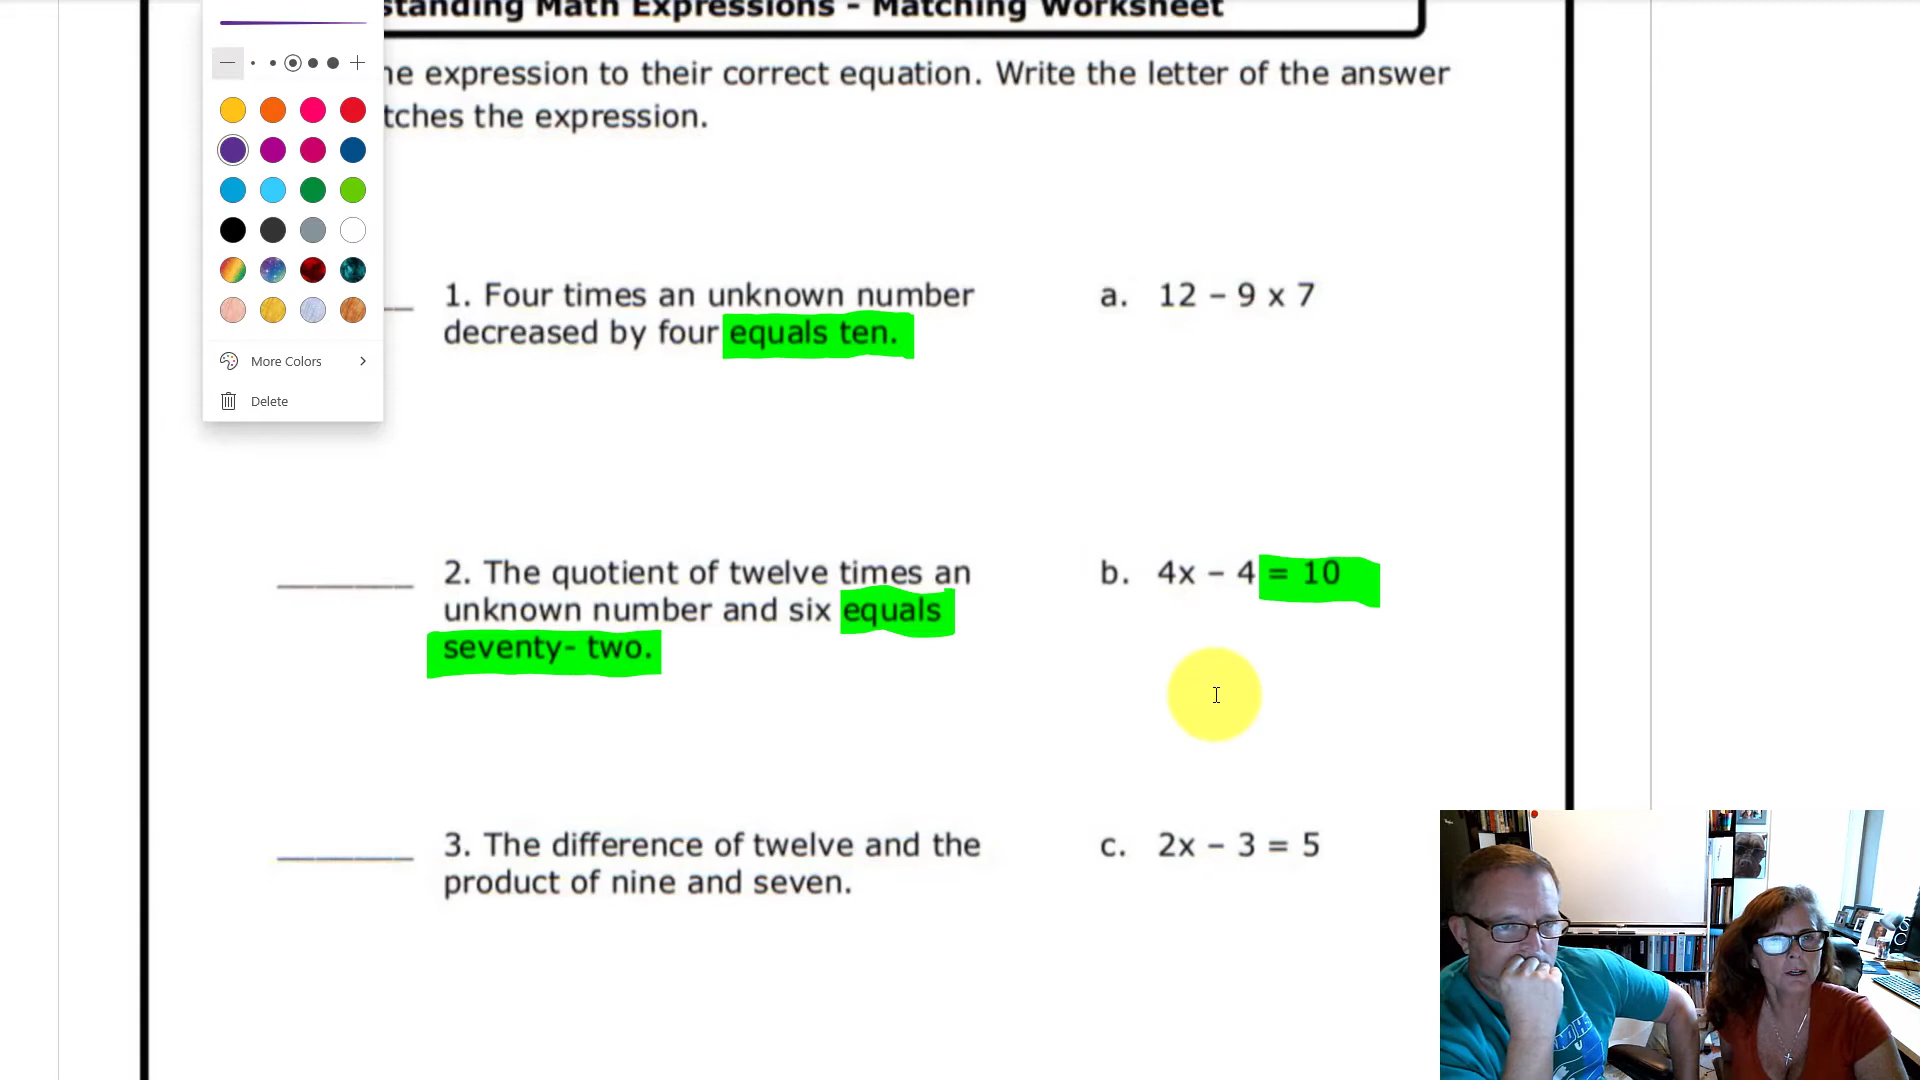 standing Math Expressions - Matching Worksheet
he expression to their correct equation. Write the letter of the answer
tches the expression.
1. Four times an unknown number
decreased by four equals ten.
a. 12 – 9 x 7
More Colors
Delete
2. The quotient of twelve times an
unknown number and six equals
seventy- two.
b. 4x – 4 = 10
3. The difference of twelve and the
product of nine and seven.
c. 2x – 3 = 5